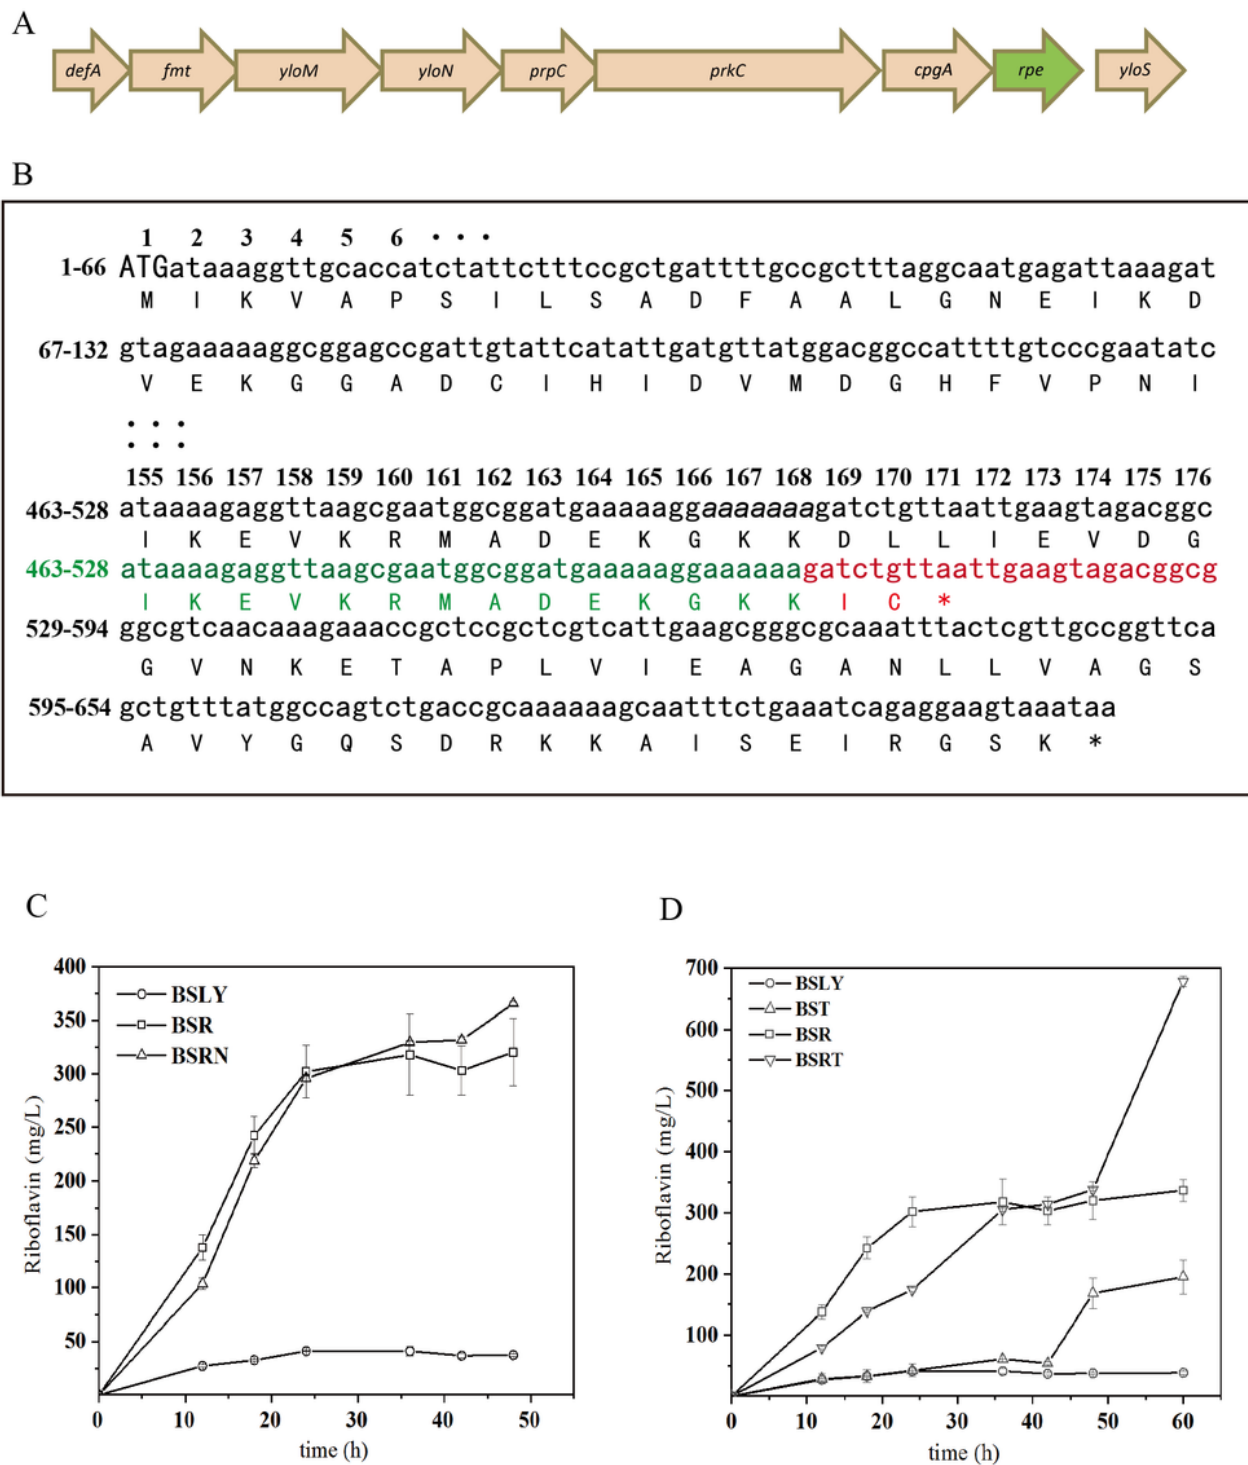 A
defA fmt yloM yloN prpC prkC cpgA rpe yloS
B
1 2 3 4 5 6 · · ·
1-66 ATGataaaggttgcaccatctattctttccgctgattttgccgctttaggcaatgagattaaagat
M I K V A P S I L S A D F A A L G N E I K D
67-132 gtagaaaaaggcggagccgattgtattcatattgatgttatggacggccattttgtcccgaatatc
V E K G G A D C I H I D V M D G H F V P N I
: : :
155 156 157 158 159 160 161 162 163 164 165 166 167 168 169 170 171 172 173 174 175 176
463-528 ataaaagaggttaagcgaatggcggatgaaaaaggaaaaaaagatctgttaattgaagtagacggc
I K E V K R M A D E K G K K D L L I E V D G
463-528 ataaaagaggttaagcgaatggcggatgaaaaaggaaaaaagatctgttaattgaagtagacggcg
I K E V K R M A D E K G K K I C *
529-594 ggcgtcaacaaagaaaccgctccgctcgtcattgaagcgggcgcaaatttactcgttgccggttca
G V N K E T A P L V I E A G A N L L V A G S
595-654 gctgtttatggccagtctgaccgcaaaaaagcaatttctgaaatcagaggaagtaaataa
A V Y G Q S D R K K A I S E I R G S K *
C
400
350
300
250
200
150
100
50
0 10 20 30 40 50
BSLY
BSR
BSRN
Riboflavin (mg/L)
time (h)
D
700
600
500
400
300
200
100
0 10 20 30 40 50 60
BSLY
BST
BSR
BSRT
Riboflavin (mg/L)
time (h)